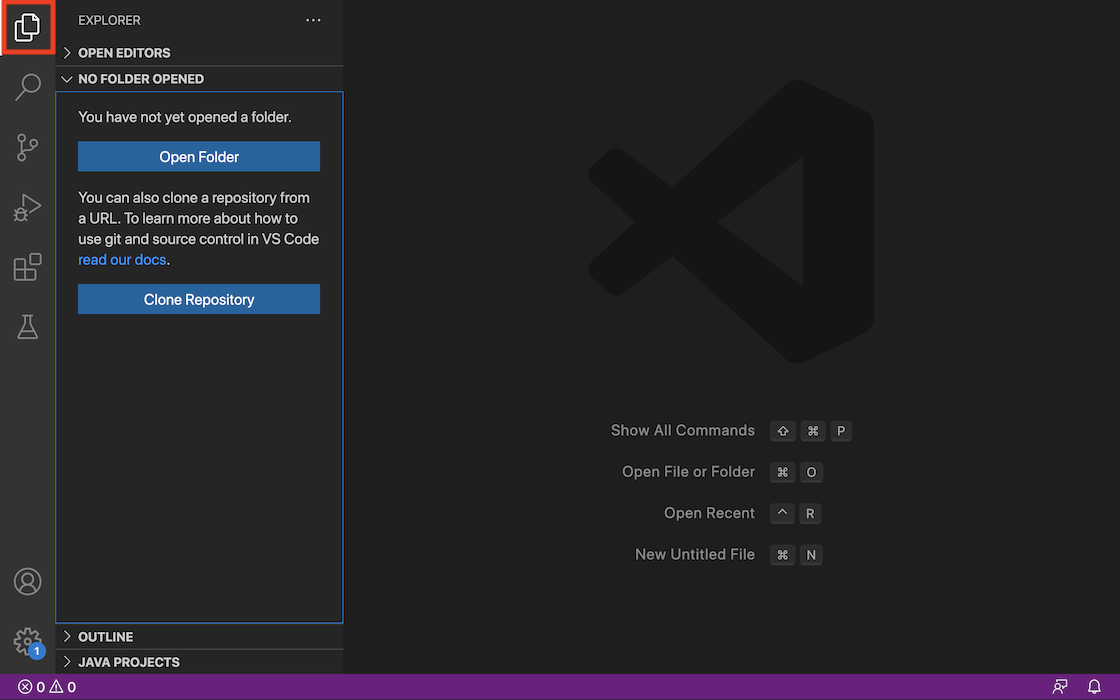 EXPLORER
OPEN EDITORS
NO FOLDER OPENED
You have not yet opened a folder.
Open Folder
You can also clone a repository from
a URL. To learn more about how to
use git and source control in VS Code
read our docs.
Clone Repository
OUTLINE
JAVA PROJECTS
Show All Commands ⇧ ⌘ P
Open File or Folder ⌘ O
Open Recent ^ R
New Untitled File ⌘ N
1
0 0